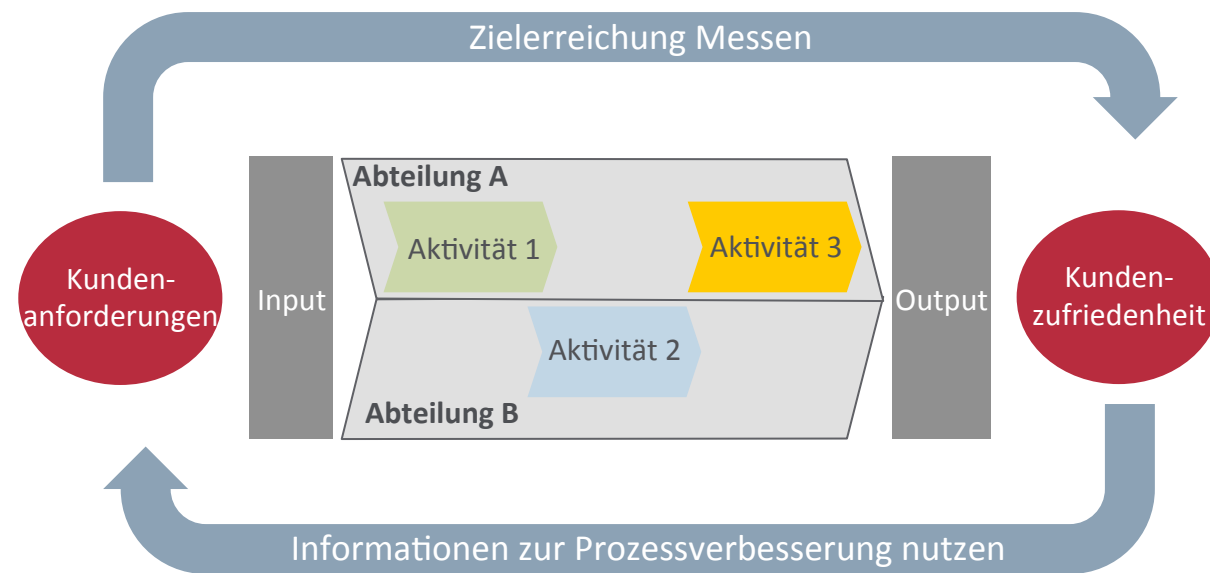 Zielerreichung Messen
Abteilung A
Aktivität 1
Aktivität 3
Kunden-
anforderungen
Input
Output
Kunden-
zufriedenheit
Aktivität 2
Abteilung B
Informationen zur Prozessverbesserung nutzen